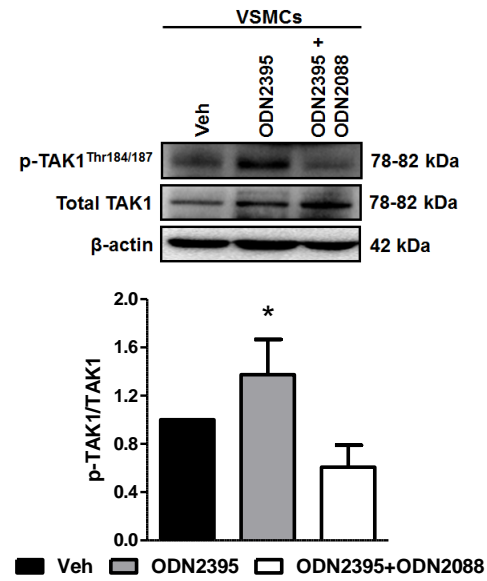 VSMCs
Veh
ODN2395
ODN2395 +
ODN2088
p-TAK1Thr184/187
78-82 kDa
Total TAK1
78-82 kDa
β-actin
42 kDa
2.0
1.6
1.2
0.8
0.4
0.0
p-TAK1/TAK1
*
Veh
ODN2395
ODN2395+ODN2088